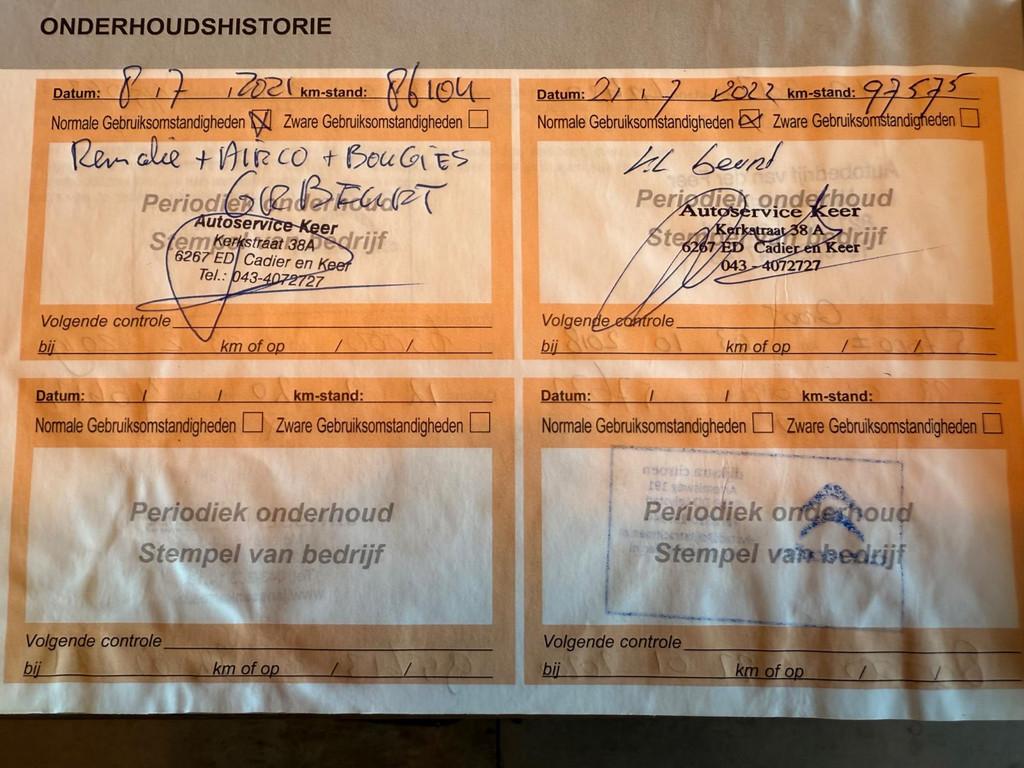 ONDERHOUDSHISTORIE
Datum: 8 / 7 / 2021 km-stand: 86104
Normale Gebruiksomstandigheden Zware Gebruiksomstandigheden
+ AIRCO + BOUGIES
GR BEURT
Periodiek onderhoud
Stempel van bedrijf
Autoservice Keer
Kerkstraat 38A
6267 ED Cadier en Keer
Tel.: 043-4072727
Volgende controle
bij km of op / /
Datum: 21 / 7 2022 km-stand: 97575
Normale Gebruiksomstandigheden Zware Gebruiksomstandigheden
kl beurt
Periodiek onderhoud
Stempel van bedrijf
Autoservice Keer
Kerkstraat 38 A
6267 ED Cadier en Keer
043 - 4072727
Volgende controle
bij km of op / /
Datum: / / km-stand:
Normale Gebruiksomstandigheden Zware Gebruiksomstandigheden
Periodiek onderhoud
Stempel van bedrijf
Volgende controle
bij km of op / /
Datum: / / km-stand:
Normale Gebruiksomstandigheden Zware Gebruiksomstandigheden
Periodiek onderhoud
Stempel van bedrijf
Volgende controle
bij km of op / /